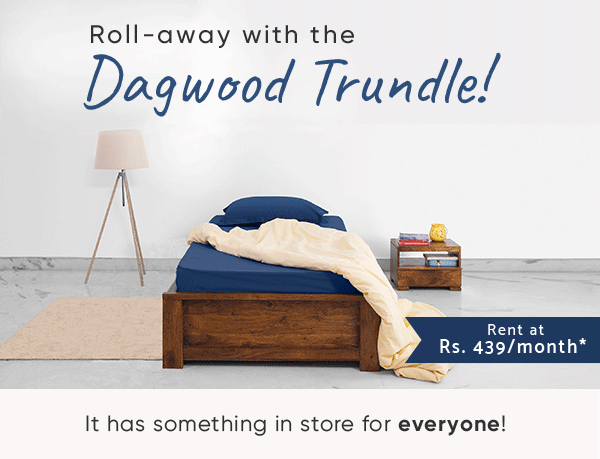 Roll-away with the
Dagwood Trundle!
Rent at
Rs. 439/month*
It has something in store for everyone!